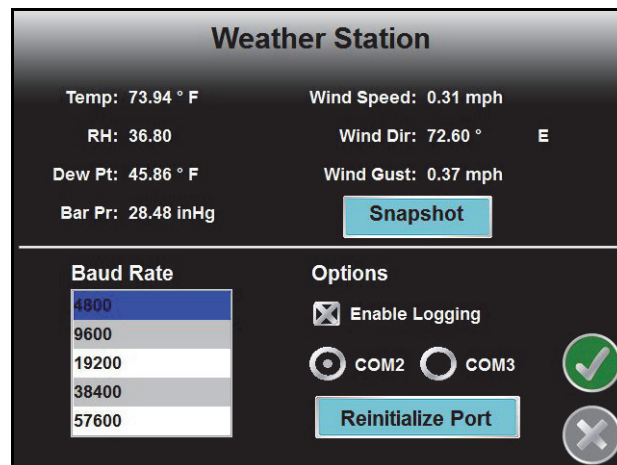 Weather Station
Temp: 73.94 ° F
Wind Speed: 0.31 mph
RH: 36.80
Wind Dir: 72.60 ° E
Dew Pt: 45.86 ° F
Wind Gust: 0.37 mph
Bar Pr: 28.48 inHg
Snapshot
Baud Rate
4800
9600
19200
38400
57600
Options
Enable Logging
COM2 COM3
Reinitialize Port